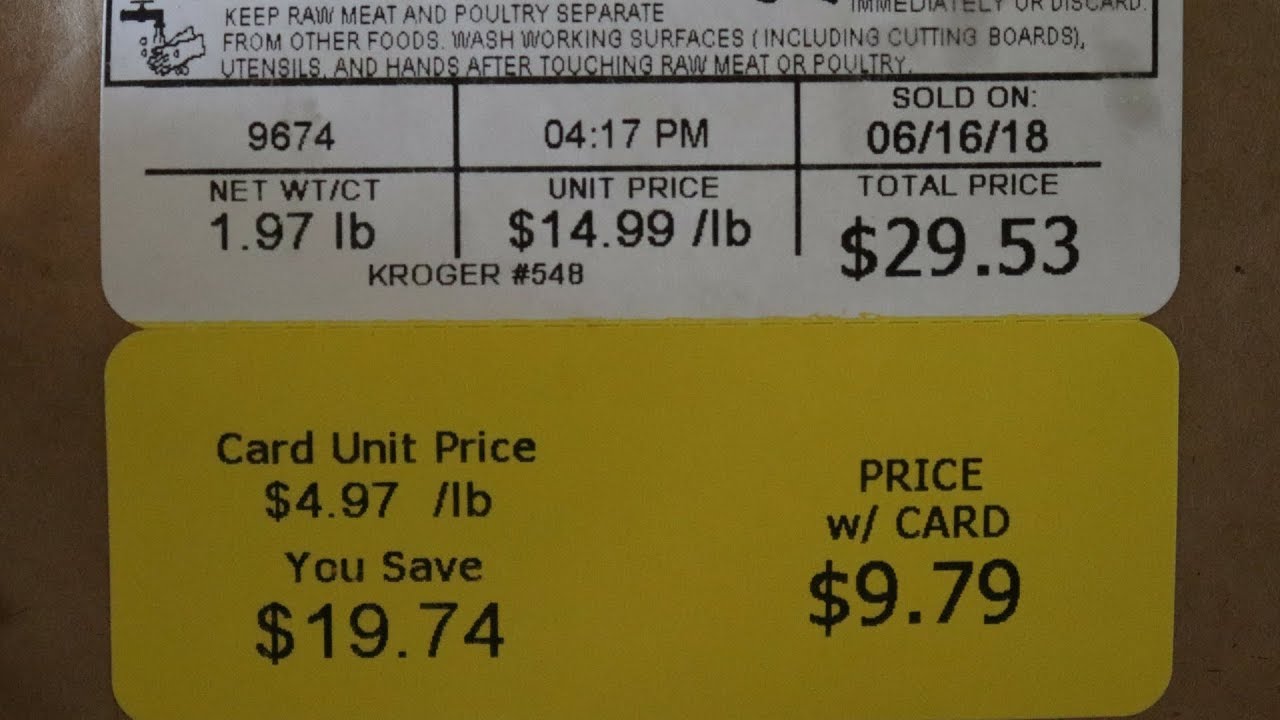 KEEP RAW MEAT AND POULTRY SEPARATE
IMMEDIATELY OR DISCARD.
FROM OTHER FOODS. WASH WORKING SURFACES (INCLUDING CUTTING BOARDS),
UTENSILS, AND HANDS AFTER TOUCHING RAW MEAT OR POULTRY.
9674
04:17 PM
SOLD ON:
06/16/18
NET WT/CT
1.97 lb
UNIT PRICE
$14.99 /lb
TOTAL PRICE
$29.53
KROGER #548
Card Unit Price
$4.97 /lb
You Save
$19.74
PRICE
w/ CARD
$9.79